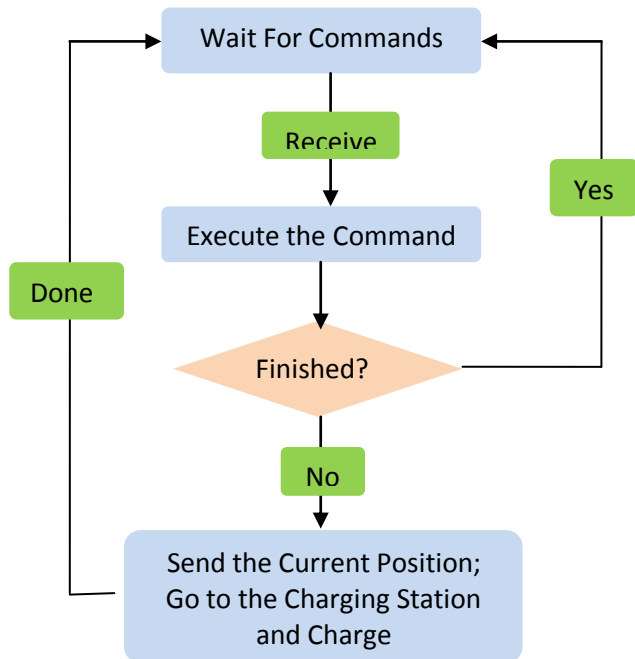 Wait For Commands
Receive
Yes
Execute the Command
Done
Finished?
No
Send the Current Position;
Go to the Charging Station
and Charge